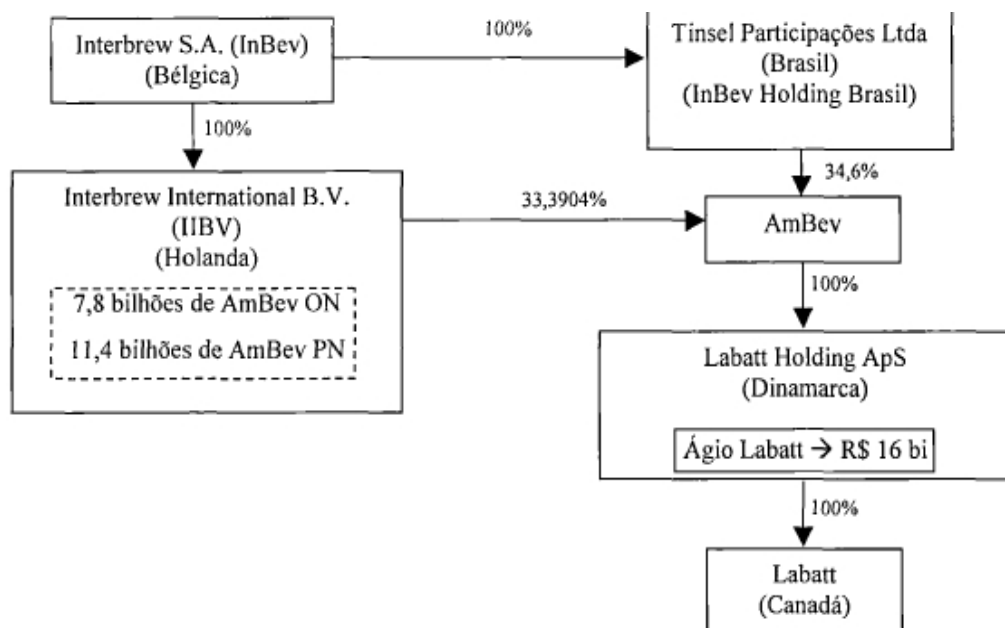 Interbrew S.A. (InBev)
(Bélgica)
100%
Tinsel Participações Ltda
(Brasil)
(InBev Holding Brasil)
100%
34,6%
Interbrew International B.V.
(IIBV)
(Holanda)
7,8 bilhões de AmBev ON
11,4 bilhões de AmBev PN
33,3904%
AmBev
100%
Labatt Holding ApS
(Dinamarca)
Ágio Labatt → R$ 16 bi
100%
Labatt
(Canadá)